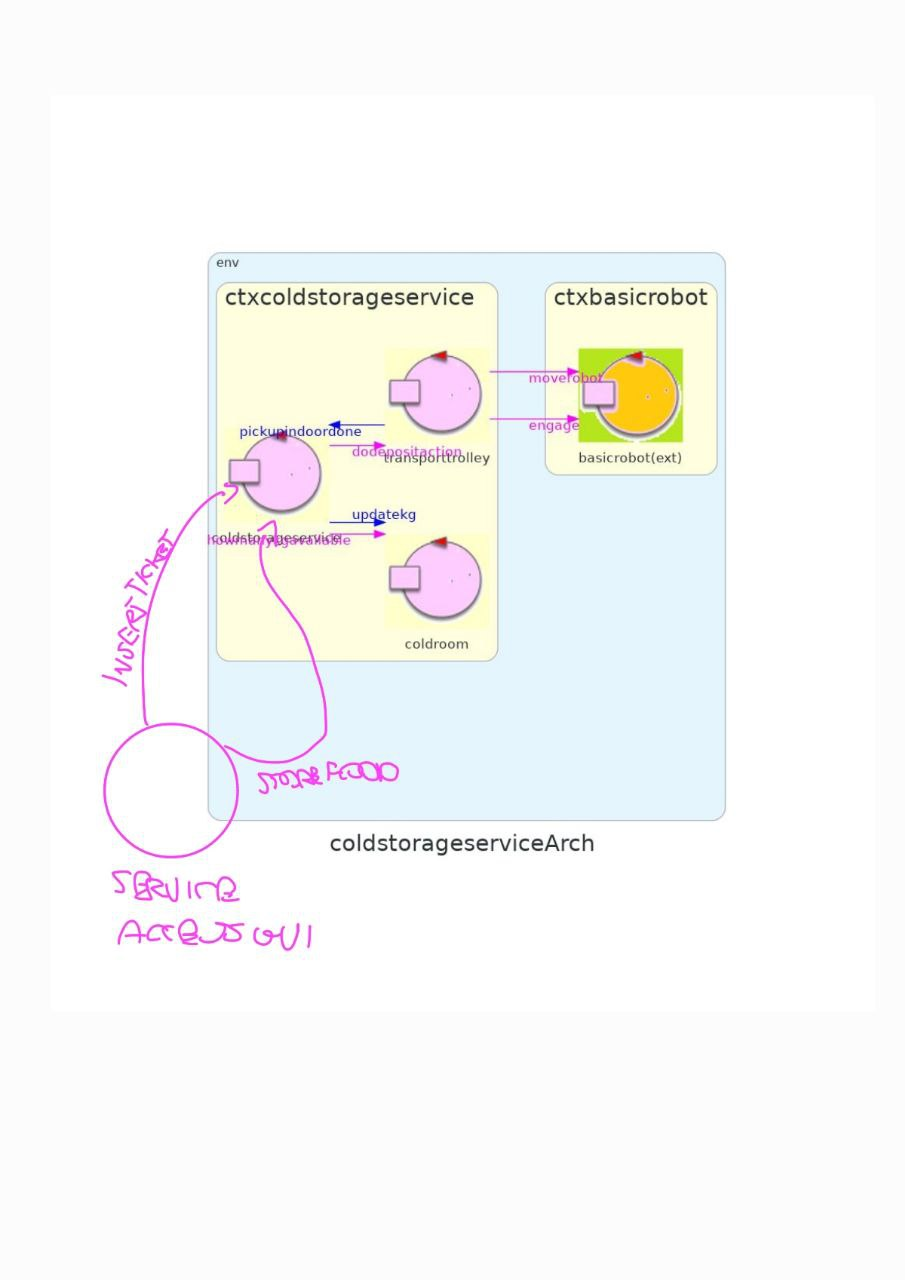 env
ctxcoldstorageservice
ctxbasicrobot
moverobot
pickupindoordone
engage
dodepositaction
transporttrolley
basicrobot(ext)
updatekg
coldstorageservice
howmanykgavailable
coldroom
INSERT TICKET
STORE FOOD
coldstorageserviceArch
SERVICE
ACCESS GUI